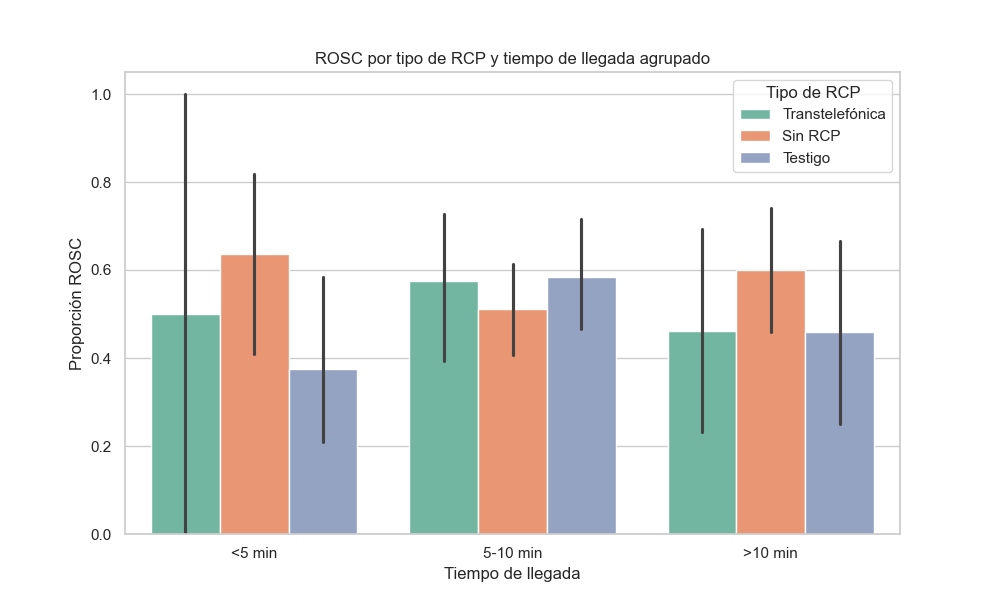 ROSC por tipo de RCP y tiempo de llegada agrupado
Tipo de RCP
Transtelefónica
Sin RCP
Testigo
Proporción ROSC
1.0
0.8
0.6
0.4
0.2
0.0
<5 min
5-10 min
>10 min
Tiempo de llegada